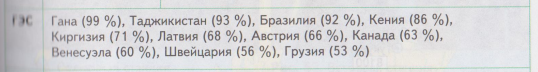 ГЭС Гана (99 %), Таджикистан (93 %), Бразилия (92 %), Кения (86 %),
Киргизия (71 %), Латвия (68 %), Австрия (66 %), Канада (63 %),
Венесуэла (60 %), Швейцария (56 %), Грузия (53 %)